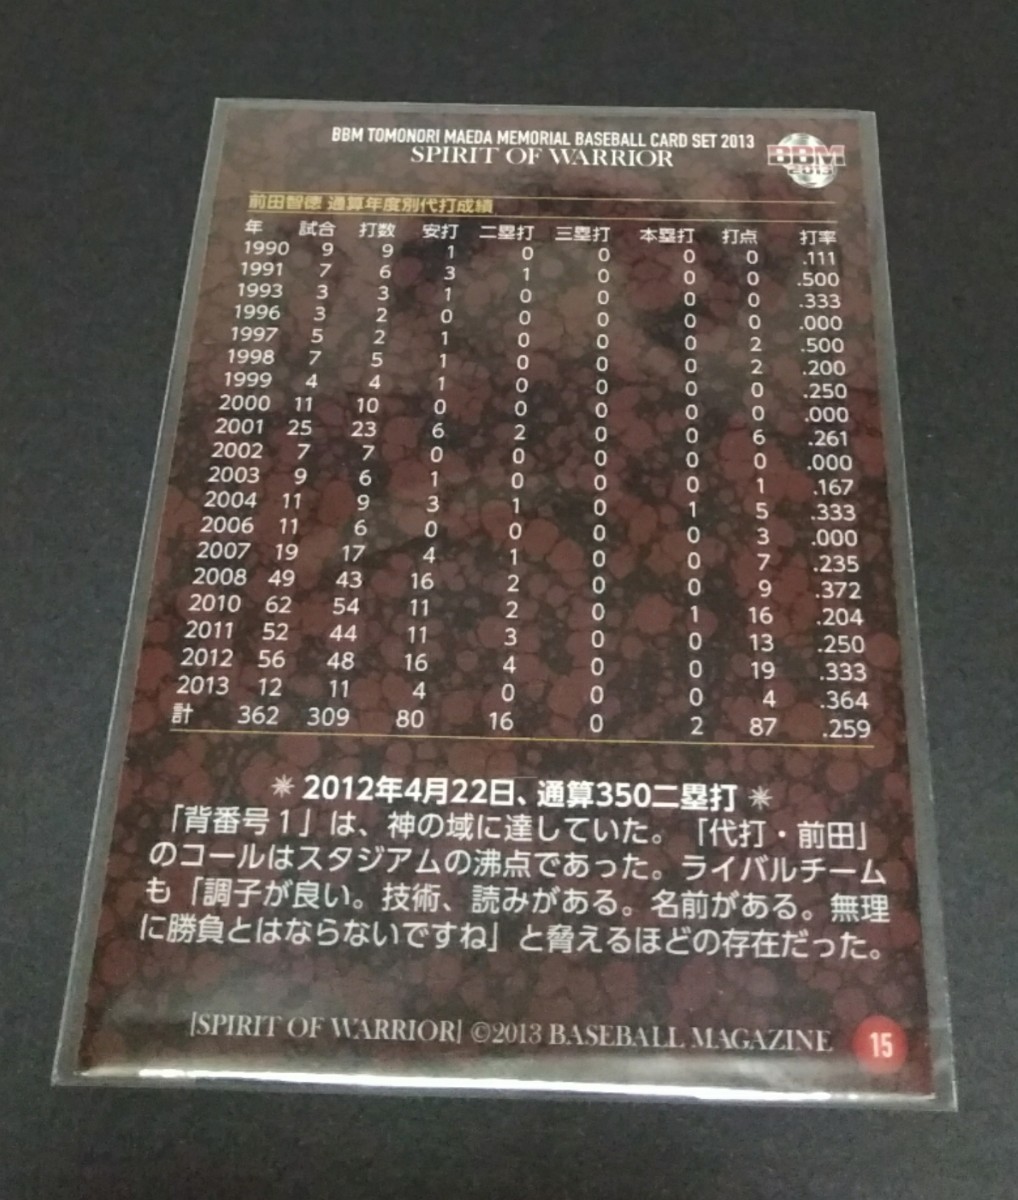 BBM TOMONORI MAEDA MEMORIAL BASEBALL CARD SET 2013
SPIRIT OF WARRIOR
BBM
2013
前田智徳 通算年度別代打成績
年 試合 打数 安打 二塁打 三塁打 本塁打 打点 打率
1990 9 9 1 0 0 0 0 .111
1991 7 6 3 1 0 0 0 .500
1993 3 3 1 0 0 0 0 .333
1996 3 2 0 0 0 0 0 .000
1997 5 2 1 0 0 0 2 .500
1998 7 5 1 0 0 0 2 .200
1999 4 4 1 0 0 0 0 .250
2000 11 10 0 0 0 0 0 .000
2001 25 23 6 2 0 0 6 .261
2002 7 7 0 0 0 0 0 .000
2003 9 6 1 0 0 0 1 .167
2004 11 9 3 1 0 1 5 .333
2006 11 6 0 0 0 0 3 .000
2007 19 17 4 1 0 0 7 .235
2008 49 43 16 2 0 0 9 .372
2010 62 54 11 2 0 1 16 .204
2011 52 44 11 3 0 0 13 .250
2012 56 48 16 4 0 0 19 .333
2013 12 11 4 0 0 0 4 .364
計 362 309 80 16 0 2 87 .259
✴ 2012年4月22日、通算350二塁打 ✴
「背番号1」は、神の域に達していた。「代打・前田」
のコールはスタジアムの沸点であった。ライバルチーム
も「調子が良い。技術、読みがある。名前がある。無理
に勝負とはならないですね」と脅えるほどの存在だった。
[SPIRIT OF WARRIOR] ©2013 BASEBALL MAGAZINE
15